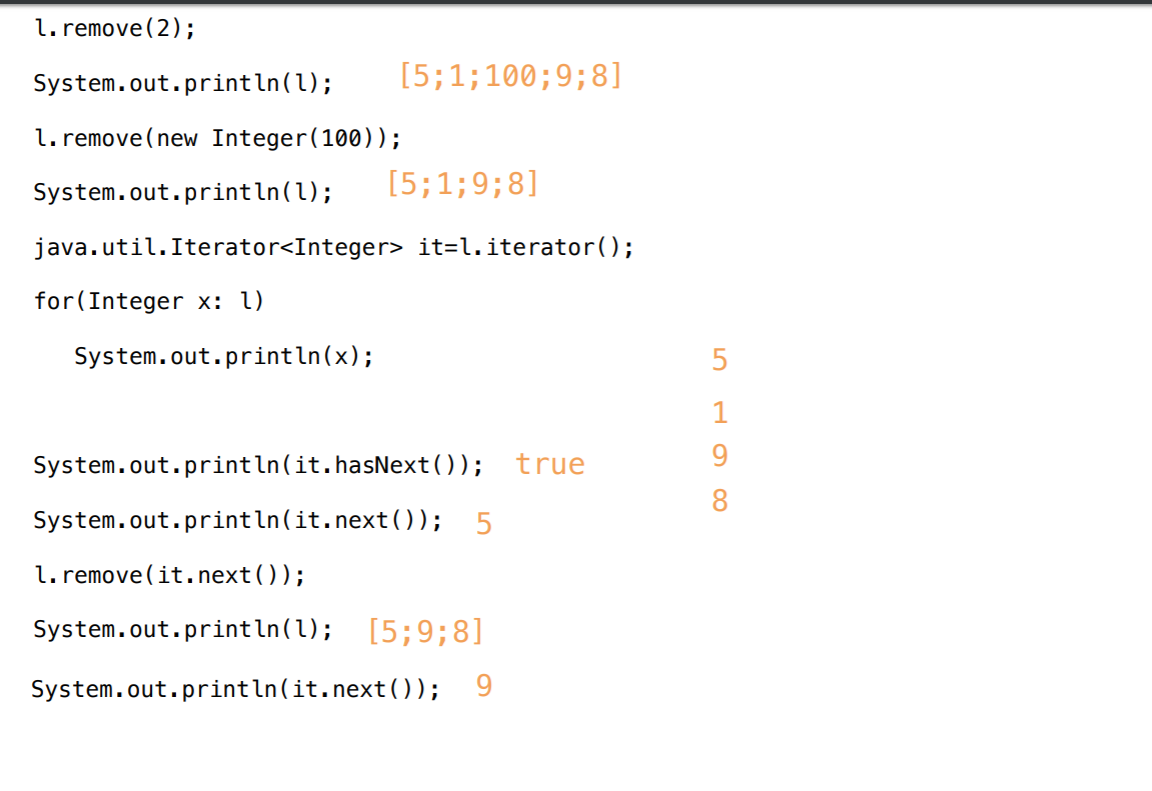 l.remove(2);
System.out.println(l); [5;1;100;9;8]
l.remove(new Integer(100));
System.out.println(l); [5;1;9;8]
java.util.Iterator<Integer> it=l.iterator();
for(Integer x: l)
System.out.println(x); 5
1
System.out.println(it.hasNext()); true 9
8
System.out.println(it.next()); 5
l.remove(it.next());
System.out.println(l); [5;9;8]
System.out.println(it.next()); 9